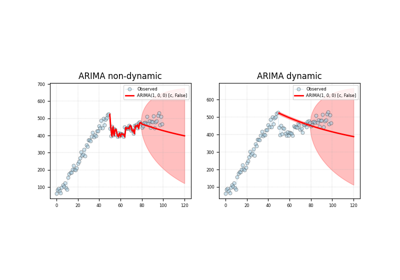 ARIMA non-dynamic
Observed
ARIMA(1, 0, 0) [c, False]
700
600
500
400
300
200
100
0 20 40 60 80 100 120
ARIMA dynamic
Observed
ARIMA(1, 0, 0) [c, False]
600
500
400
300
200
100
0 20 40 60 80 100 120